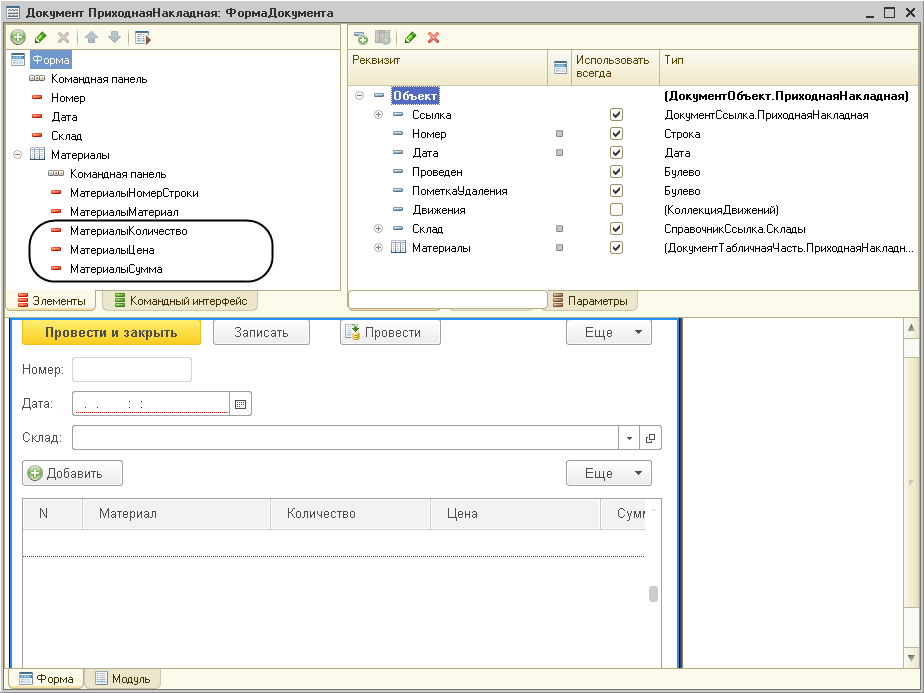 Документ ПриходнаяНакладная: ФормаДокумента
Форма
Командная панель
Номер
Дата
Склад
Материалы
Командная панель
МатериалыНомерСтроки
МатериалыМатериал
МатериалыКоличество
МатериалыЦена
МатериалыСумма
Элементы
Командный интерфейс
Реквизит
Использовать всегда
Тип
Объект
(ДокументОбъект.ПриходнаяНакладная)
Ссылка
ДокументСсылка.ПриходнаяНакладная
Номер
Строка
Дата
Дата
Проведен
Булево
ПометкаУдаления
Булево
Движения
(КоллекцияДвижений)
Склад
СправочникСсылка.Склады
Материалы
(ДокументТабличнаяЧасть.ПриходнаяНакладн...
Параметры
Провести и закрыть
Записать
Провести
Еще
Номер:
Дата:
. . : :
Склад:
Добавить
Еще
N
Материал
Количество
Цена
Сумм
Форма
Модуль